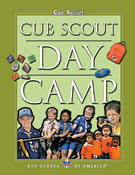 Cub Scout
CUB SCOUT
DAY
CAMP
BOY SCOUTS OF AMERICA